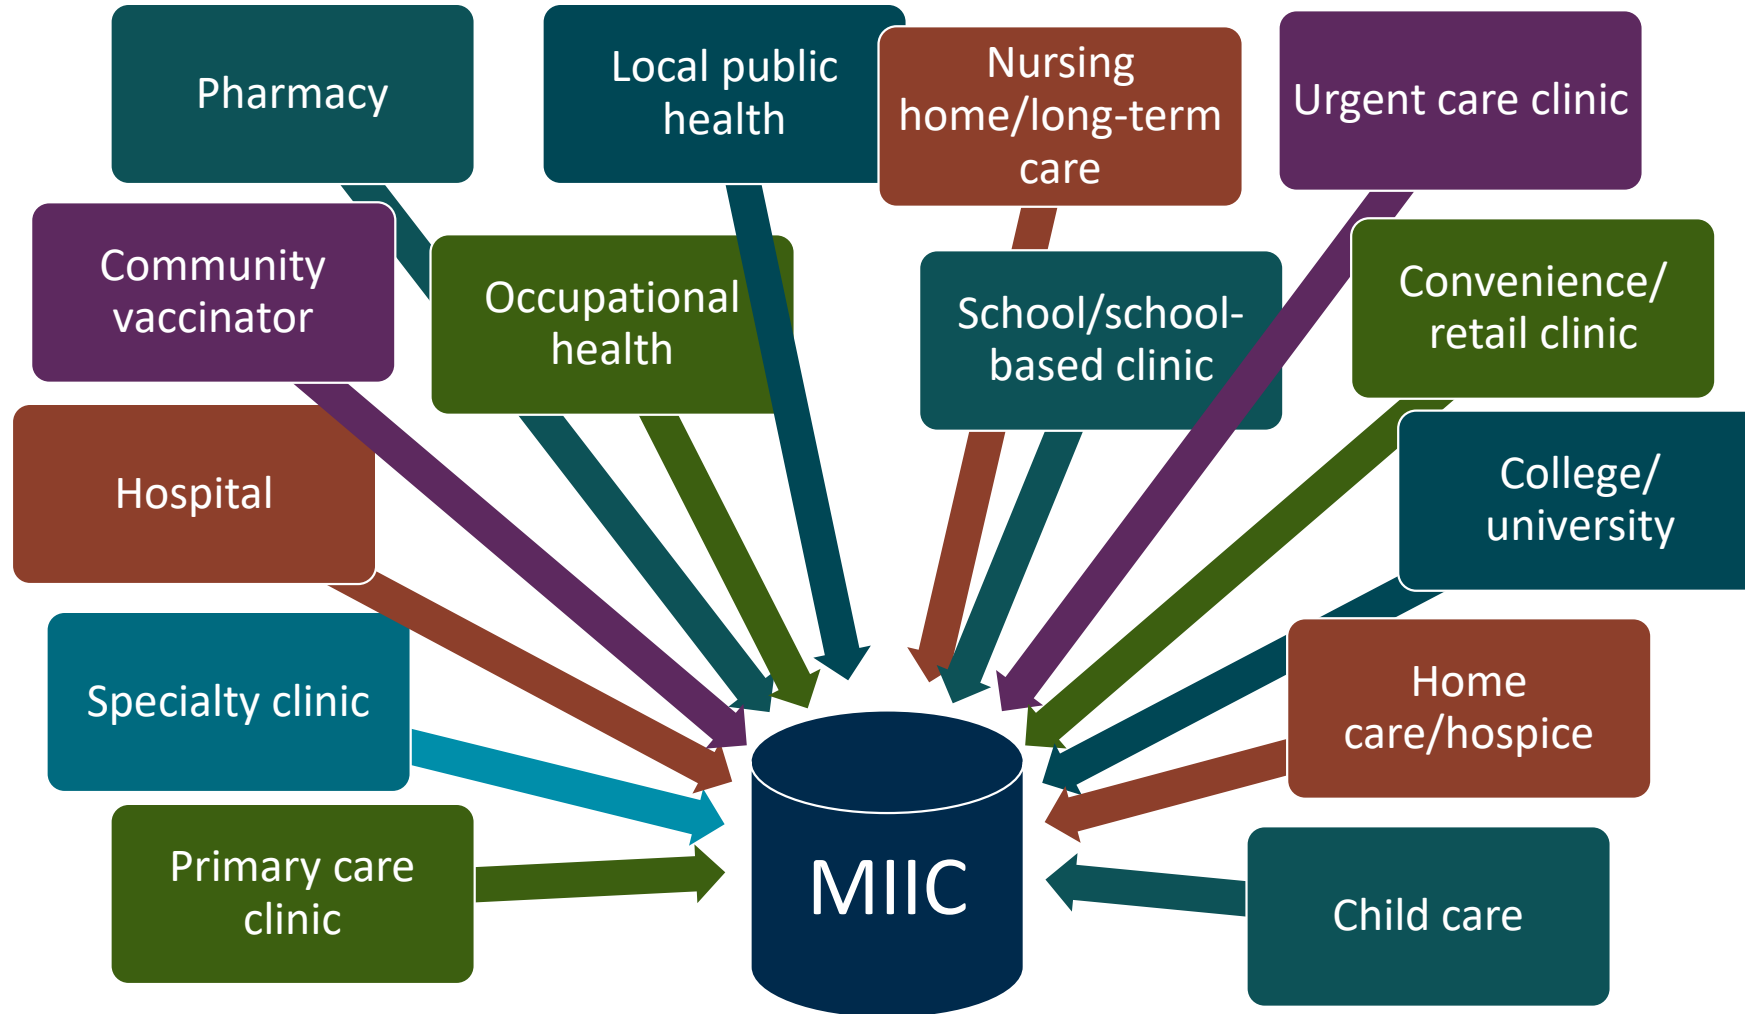 Pharmacy
Local public
health
Nursing
home/long-term
care
Urgent care clinic
Community
vaccinator
Occupational
health
School/school-
based clinic
Convenience/
retail clinic
Hospital
College/
university
Specialty clinic
Home
care/hospice
Primary care
clinic
MIIC
Child care